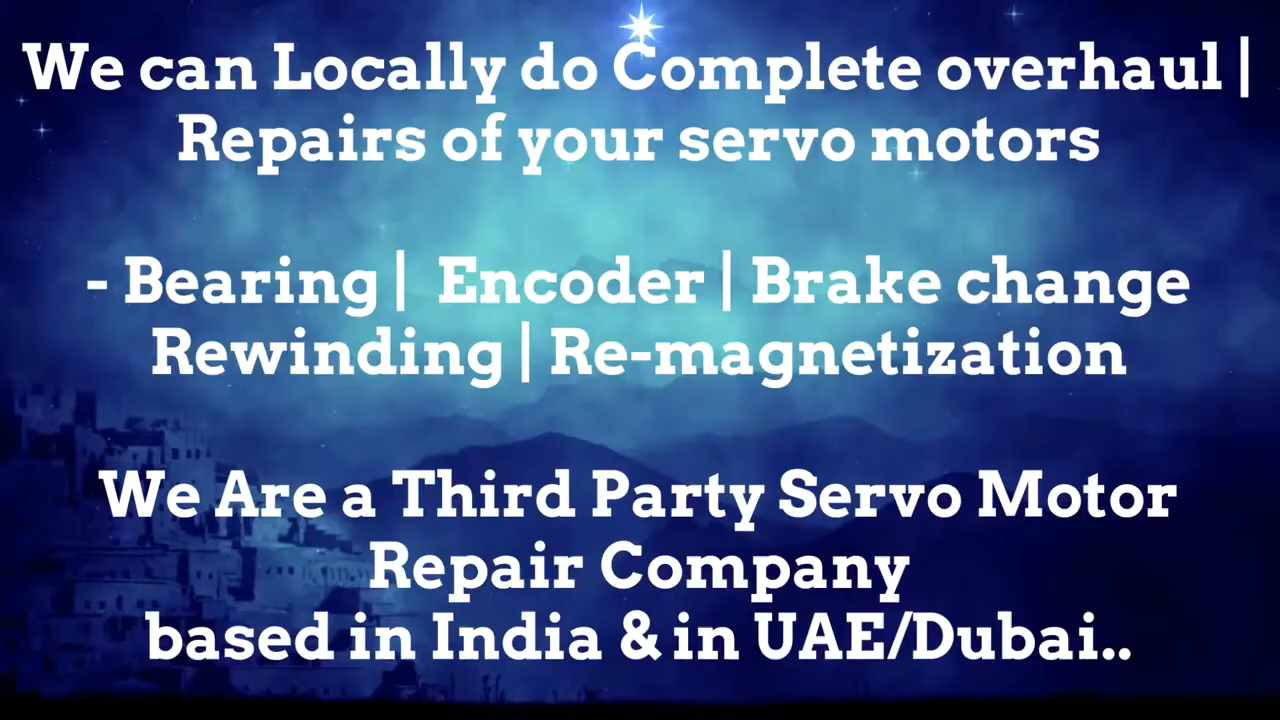 We can Locally do Complete overhaul |
Repairs of your servo motors
- Bearing |  Encoder | Brake change
Rewinding | Re-magnetization
We Are a Third Party Servo Motor
Repair Company
based in India & in UAE/Dubai..